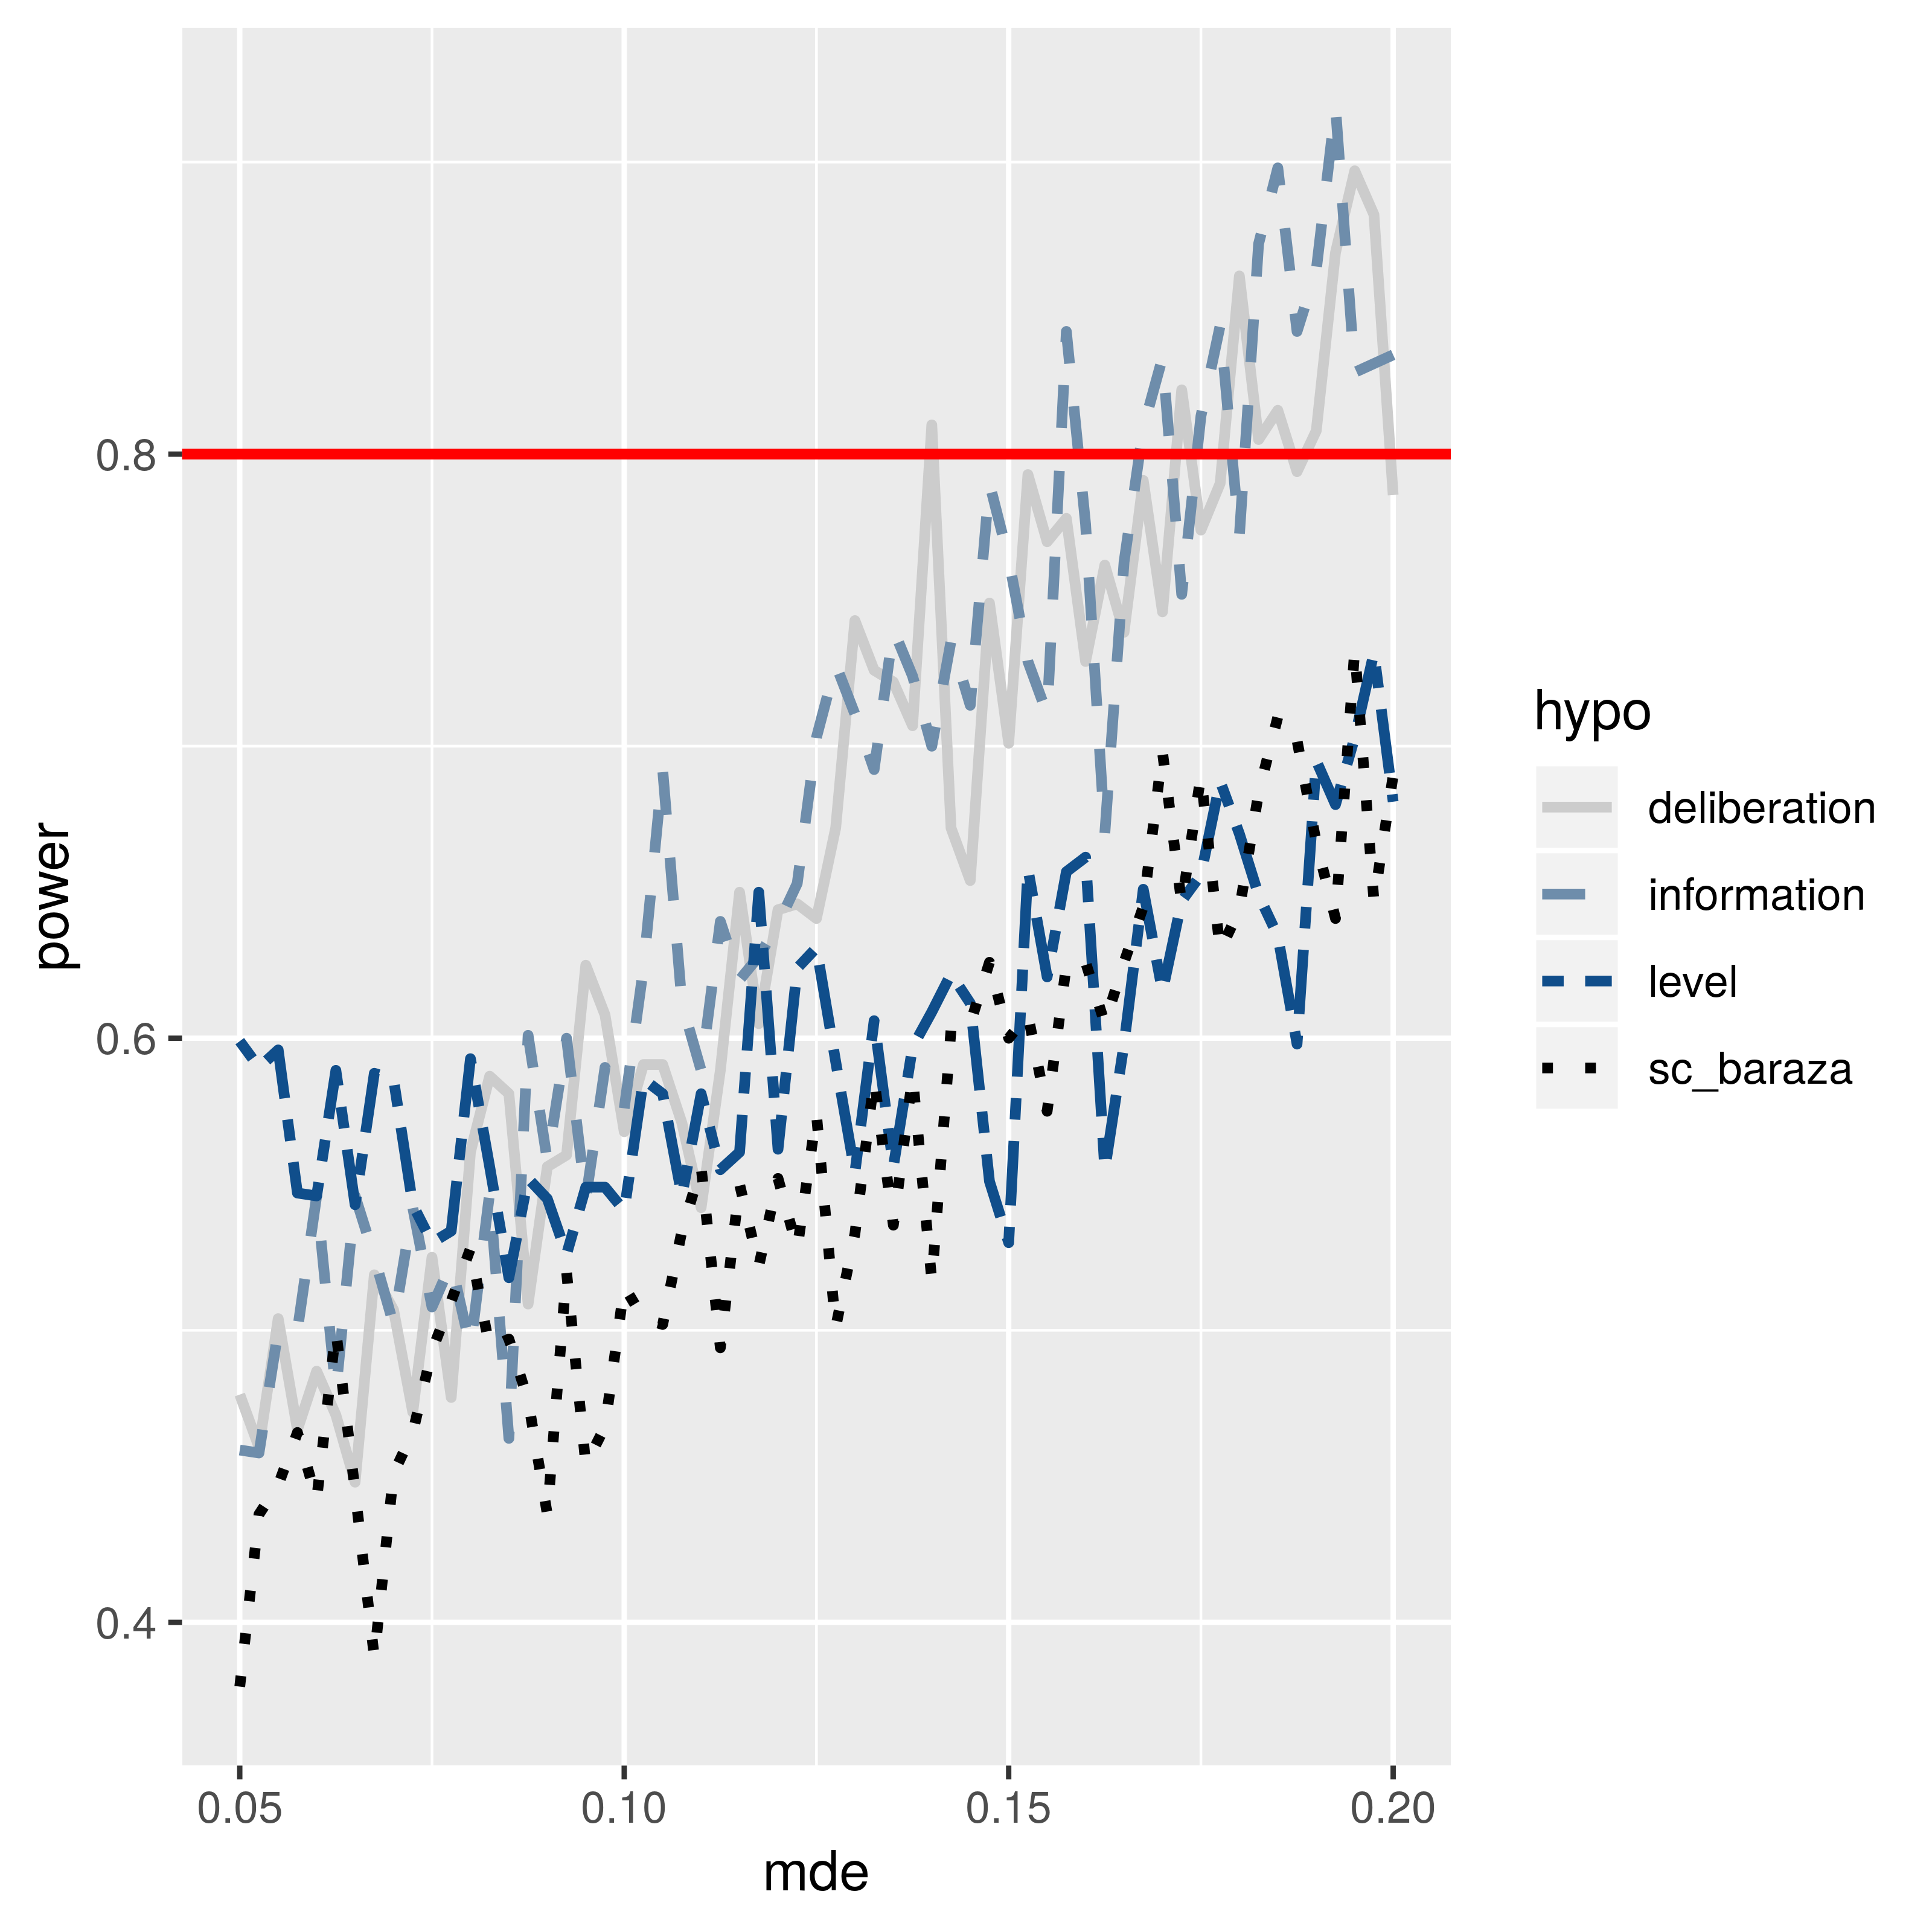 0.8
0.6
0.4
power
0.05 0.10 0.15 0.20
mde
hypo
deliberation
information
level
sc_baraza